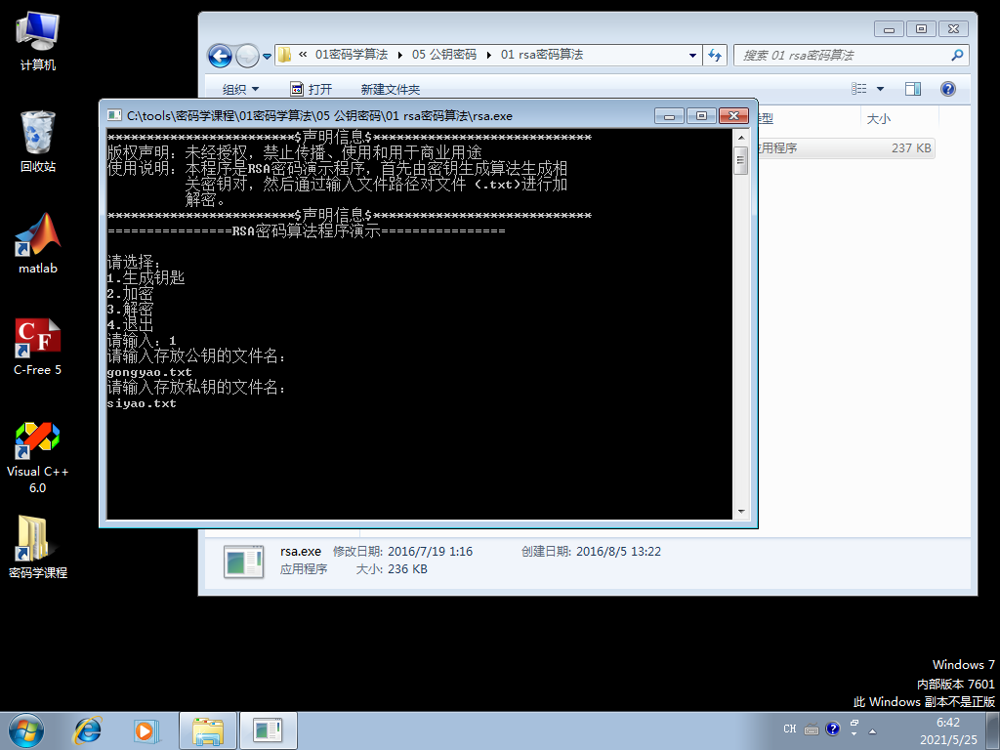 计算机
回收站
matlab
C-Free 5
Visual C++
6.0
密码学课程
« 01密码学算法 ▸ 05 公钥密码 ▸ 01 rsa密码算法
搜索 01 rsa密码算法
组织 打开 新建文件夹
大小
237 KB
C:\tools\密码学课程\01密码学算法\05 公钥密码\01 rsa密码算法\rsa.exe
************************$声明信息$****************************
版权声明：未经授权，禁止传播、使用和用于商业用途
使用说明：本程序是RSA密码演示程序，首先由密钥生成算法生成相
关密钥对，然后通过输入文件路径对文件（.txt)进行加
解密。
************************$声明信息$****************************
================RSA密码算法程序演示================
请选择：
1.生成钥匙
2.加密
3.解密
4.退出
请输入：1
请输入存放公钥的文件名：
gongyao.txt
请输入存放私钥的文件名：
siyao.txt
rsa.exe 修改日期: 2016/7/19 1:16 创建日期: 2016/8/5 13:22
应用程序 大小: 236 KB
Windows 7
内部版本 7601
此 Windows 副本不是正版
CH
6:42
2021/5/25